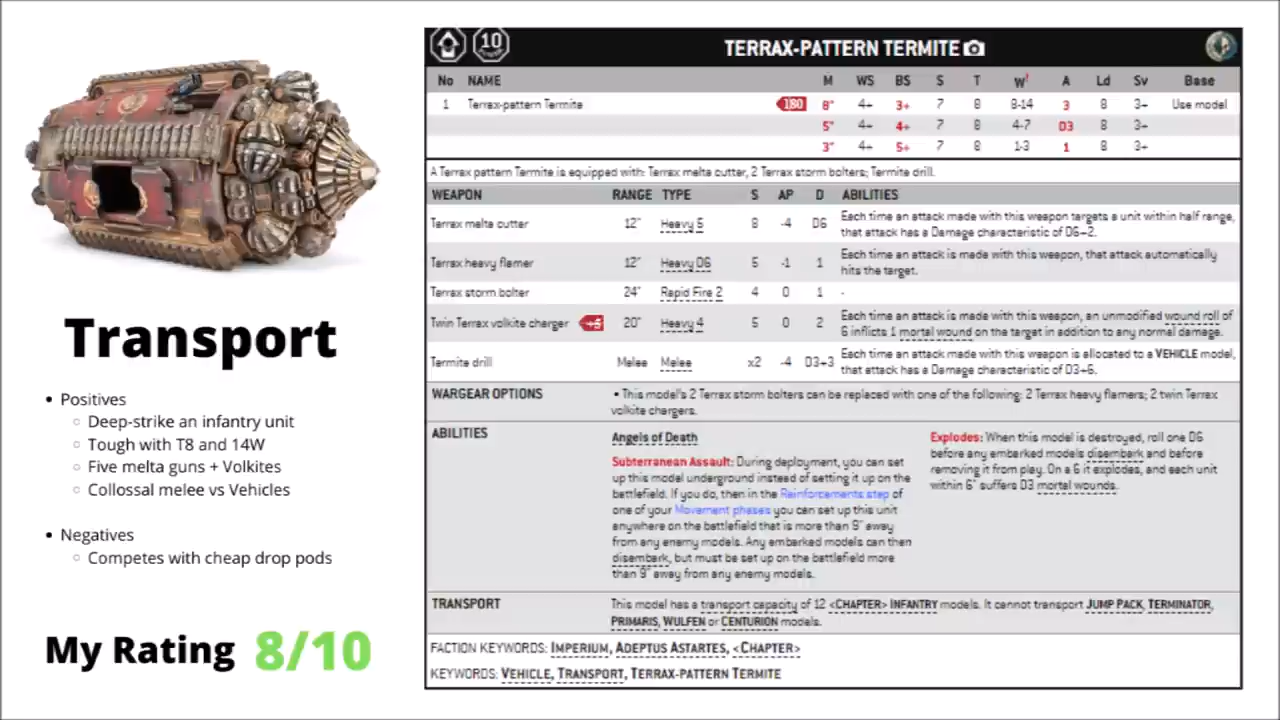 Transport
• Positives
Deep-strike an infantry unit
Tough with T8 and 14W
Five melta guns + Volkites
Collossal melee vs Vehicles
• Negatives
Competes with cheap drop pods
My Rating 8/10
10
TERRAX-PATTERN TERMITE
No NAME M WS BS S T W A Ld Sv Base
1 Terrax-pattern Termite 180 8" 4+ 3+ 7 8 8-14 3 8 3+ Use model
5" 4+ 4+ 7 8 4-7 D3 8 3+
3" 4+ 5+ 7 8 1-3 1 8 3+
A Terrax pattern Termite is equipped with: Terrax melta cutter; 2 Terrax storm bolters; Termite drill.
WEAPON RANGE TYPE S AP D ABILITIES
Terrax melta cutter 12" Heavy 5 8 -4 D6 Each time an attack made with this weapon targets a unit within half range,
that attack has a Damage characteristic of D6+2.
Terrax heavy flamer 12" Heavy D6 5 -1 1 Each time an attack is made with this weapon, that attack automatically
hits the target.
Terrax storm bolter 24" Rapid Fire 2 4 0 1 -
Twin Terrax volkite charger +5 20" Heavy 4 5 0 2 Each time an attack is made with this weapon, an unmodified wound roll of
6 inflicts 1 mortal wound on the target in addition to any normal damage.
Termite drill Melee Melee x2 -4 D3+3 Each time an attack made with this weapon is allocated to a VEHICLE model,
that attack has a Damage characteristic of D3+6.
WARGEAR OPTIONS • This model's 2 Terrax storm bolters can be replaced with one of the following: 2 Terrax heavy flamers; 2 twin Terrax
volkite chargers.
ABILITIES
Angels of Death
Subterranean Assault: During deployment, you can set
up this model underground instead of setting it up on the
battlefield. If you do, then in the Reinforcements step of
one of your Movement phases you can set up this unit
anywhere on the battlefield that is more than 9" away
from any enemy models. Any embarked models can then
disembark, but must be set up on the battlefield more
than 9" away from any enemy models.
Explodes: When this model is destroyed, roll one D6
before any embarked models disembark and before
removing it from play. On a 6 it explodes, and each unit
within 6" suffers D3 mortal wounds.
TRANSPORT This model has a transport capacity of 12 <CHAPTER> INFANTRY models. It cannot transport JUMP PACK, TERMINATOR,
PRIMARIS, WULFEN or CENTURION models.
FACTION KEYWORDS: IMPERIUM, ADEPTUS ASTARTES, <CHAPTER>
KEYWORDS: VEHICLE, TRANSPORT, TERRAX-PATTERN TERMITE